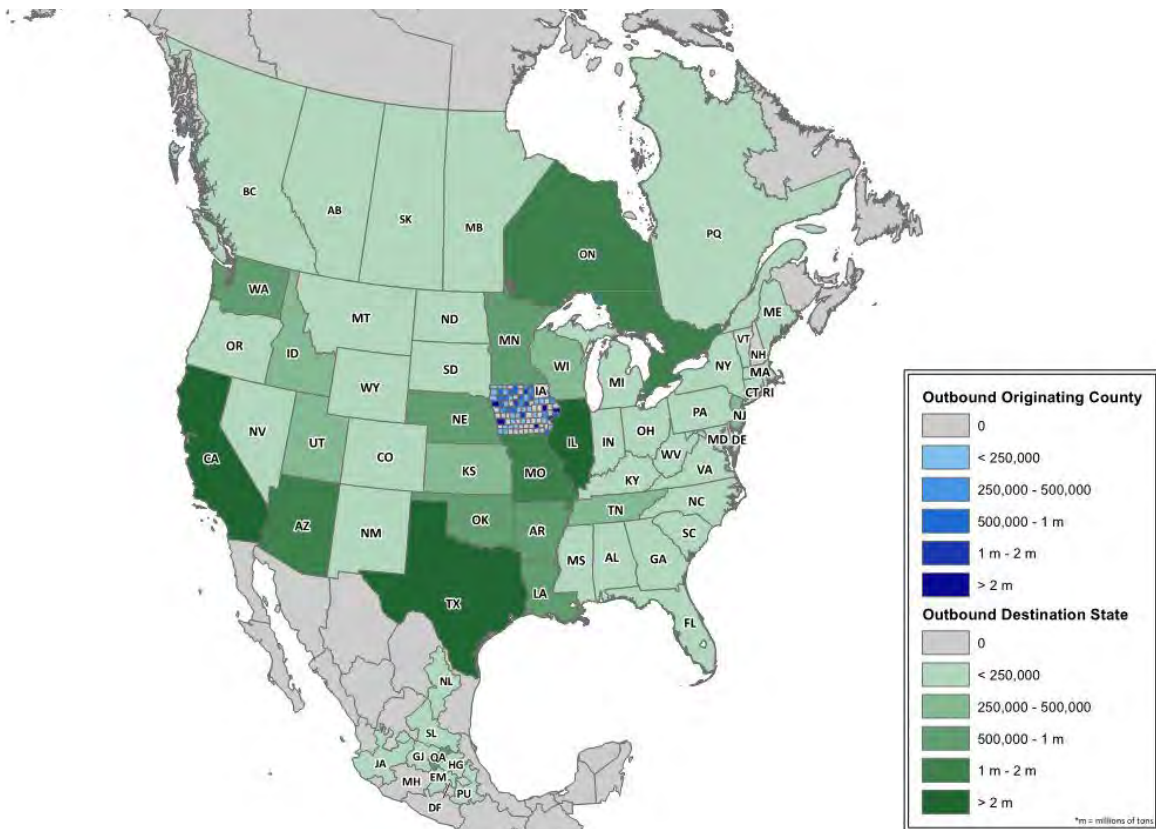 BC
AB
SK
MB
ON
PQ
WA
MT
ND
MN
ME
VT
NH
OR
ID
SD
WI
MI
NY
MA
CT RI
WY
IA
PA
NJ
NE
NV
UT
CO
IL
IN
OH
MD DE
WV
CA
KS
MO
KY
VA
TN
NC
AZ
NM
OK
AR
SC
MS
AL
GA
TX
LA
FL
NL
SL
JA
GJ
QA
HG
MH
EM
PU
DF
Outbound Originating County
0
< 250,000
250,000 - 500,000
500,000 - 1 m
1 m - 2 m
> 2 m
Outbound Destination State
0
< 250,000
250,000 - 500,000
500,000 - 1 m
1 m - 2 m
> 2 m
*m = millions of tons